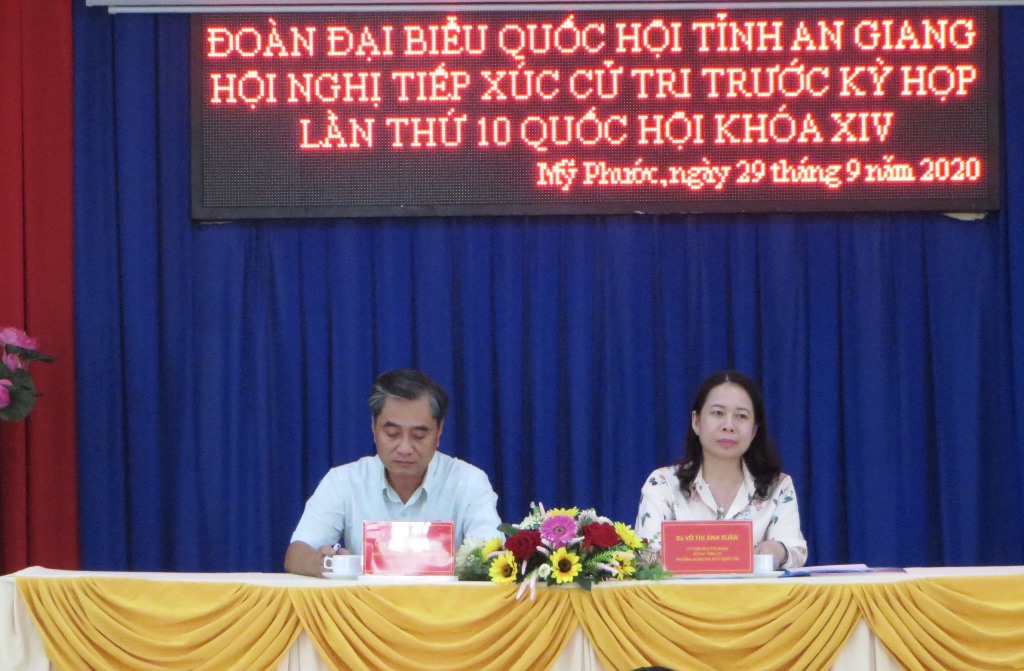 ĐOÀN ĐẠI BIỂU QUỐC HỘI TỈNH AN GIANG
HỘI NGHỊ TIẾP XÚC CỬ TRI TRƯỚC KỲ HỌP
LẦN THỨ 10 QUỐC HỘI KHÓA XIV
Mỹ Phước, ngày 29 tháng 9 năm 2020
Bà VÕ THỊ ÁNH XUÂN